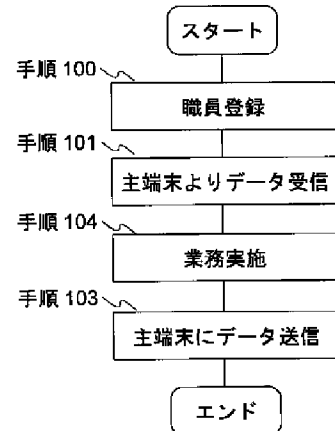 スタート
手順 100
職員登録
手順 101
主端末よりデータ受信
手順 104
業務実施
手順 103
主端末にデータ送信
エンド